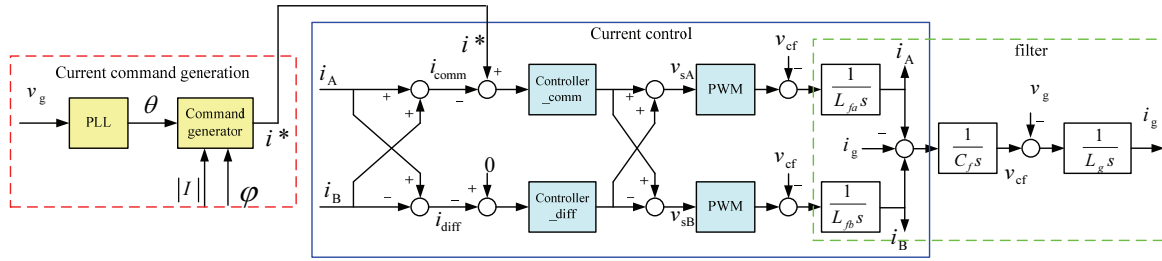 Current command generation
v_g
PLL
θ
Command
generator
i*
|I|
φ
Current control
i*
i_A
i_B
+
+
+
−
i_comm
i_diff
−
+
−
+
0
Controller
_comm
Controller
_diff
+
+
+
−
v_sA
v_sB
PWM
PWM
v_cf
−
v_cf
−
filter
1
L_fa s
1
L_fb s
i_A
i_g
−
i_B
1
C_f s
v_cf
v_g
−
1
L_g s
i_g